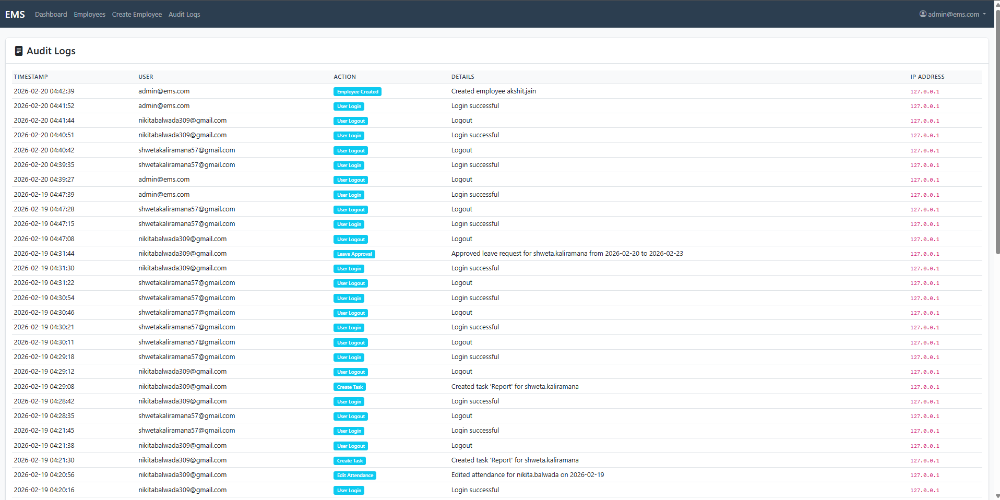 EMS Dashboard Employees Create Employee Audit Logs admin@ems.com
Audit Logs
TIMESTAMP USER ACTION DETAILS IP ADDRESS
2026-02-20 04:42:39 admin@ems.com Employee Created Created employee akshit.jain 127.0.0.1
2026-02-20 04:41:52 admin@ems.com User Login Login successful 127.0.0.1
2026-02-20 04:41:44 nikitabalwada309@gmail.com User Logout Logout 127.0.0.1
2026-02-20 04:40:51 nikitabalwada309@gmail.com User Login Login successful 127.0.0.1
2026-02-20 04:40:42 shwetakaliramana57@gmail.com User Logout Logout 127.0.0.1
2026-02-20 04:39:35 shwetakaliramana57@gmail.com User Login Login successful 127.0.0.1
2026-02-20 04:39:27 admin@ems.com User Logout Logout 127.0.0.1
2026-02-19 04:47:39 admin@ems.com User Login Login successful 127.0.0.1
2026-02-19 04:47:28 shwetakaliramana57@gmail.com User Logout Logout 127.0.0.1
2026-02-19 04:47:15 shwetakaliramana57@gmail.com User Login Login successful 127.0.0.1
2026-02-19 04:47:08 nikitabalwada309@gmail.com User Logout Logout 127.0.0.1
2026-02-19 04:31:44 nikitabalwada309@gmail.com Leave Approval Approved leave request for shweta.kaliramana from 2026-02-20 to 2026-02-23 127.0.0.1
2026-02-19 04:31:30 nikitabalwada309@gmail.com User Login Login successful 127.0.0.1
2026-02-19 04:31:22 shwetakaliramana57@gmail.com User Logout Logout 127.0.0.1
2026-02-19 04:30:54 shwetakaliramana57@gmail.com User Login Login successful 127.0.0.1
2026-02-19 04:30:46 shwetakaliramana57@gmail.com User Logout Logout 127.0.0.1
2026-02-19 04:30:21 shwetakaliramana57@gmail.com User Login Login successful 127.0.0.1
2026-02-19 04:30:11 shwetakaliramana57@gmail.com User Logout Logout 127.0.0.1
2026-02-19 04:29:18 shwetakaliramana57@gmail.com User Login Login successful 127.0.0.1
2026-02-19 04:29:12 nikitabalwada309@gmail.com User Logout Logout 127.0.0.1
2026-02-19 04:29:08 nikitabalwada309@gmail.com Create Task Created task 'Report' for shweta.kaliramana 127.0.0.1
2026-02-19 04:28:42 nikitabalwada309@gmail.com User Login Login successful 127.0.0.1
2026-02-19 04:28:35 shwetakaliramana57@gmail.com User Logout Logout 127.0.0.1
2026-02-19 04:21:45 shwetakaliramana57@gmail.com User Login Login successful 127.0.0.1
2026-02-19 04:21:38 nikitabalwada309@gmail.com User Logout Logout 127.0.0.1
2026-02-19 04:21:30 nikitabalwada309@gmail.com Create Task Created task 'Report' for shweta.kaliramana 127.0.0.1
2026-02-19 04:20:56 nikitabalwada309@gmail.com Edit Attendance Edited attendance for nikita.balwada on 2026-02-19 127.0.0.1
2026-02-19 04:20:16 nikitabalwada309@gmail.com User Login Login successful 127.0.0.1